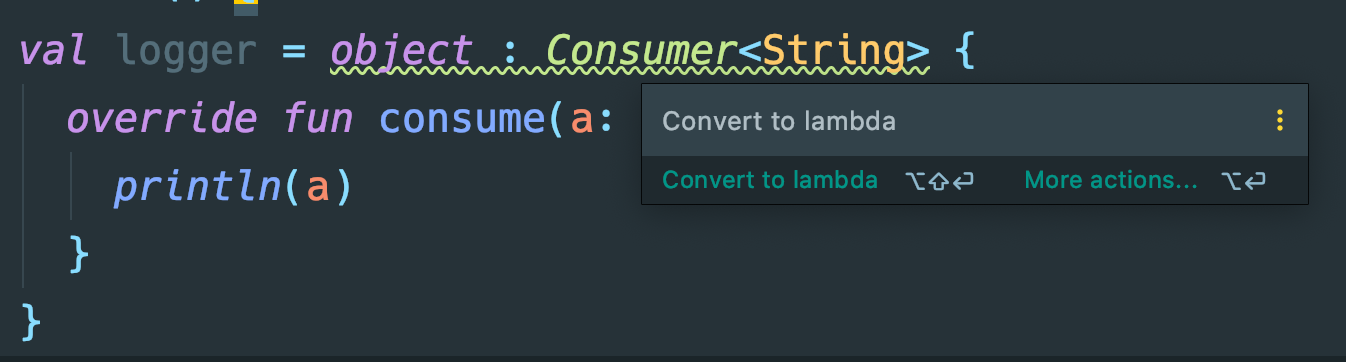 val logger = object : Consumer<String> {
override fun consume(a:
println(a)
}
}
Convert to lambda
Convert to lambda ⌥⇧⏎ More actions... ⌥⏎